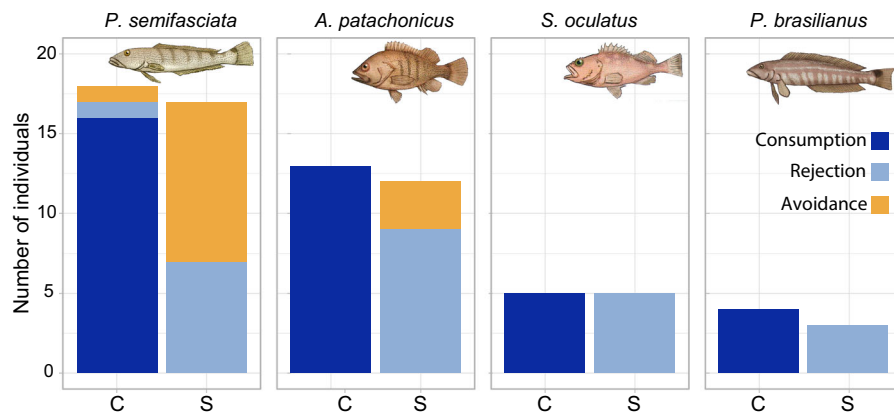 P. semifasciata A. patachonicus S. oculatus P. brasilianus
Number of individuals
20
15
10
5
0
Consumption
Rejection
Avoidance
C S C S C S C S